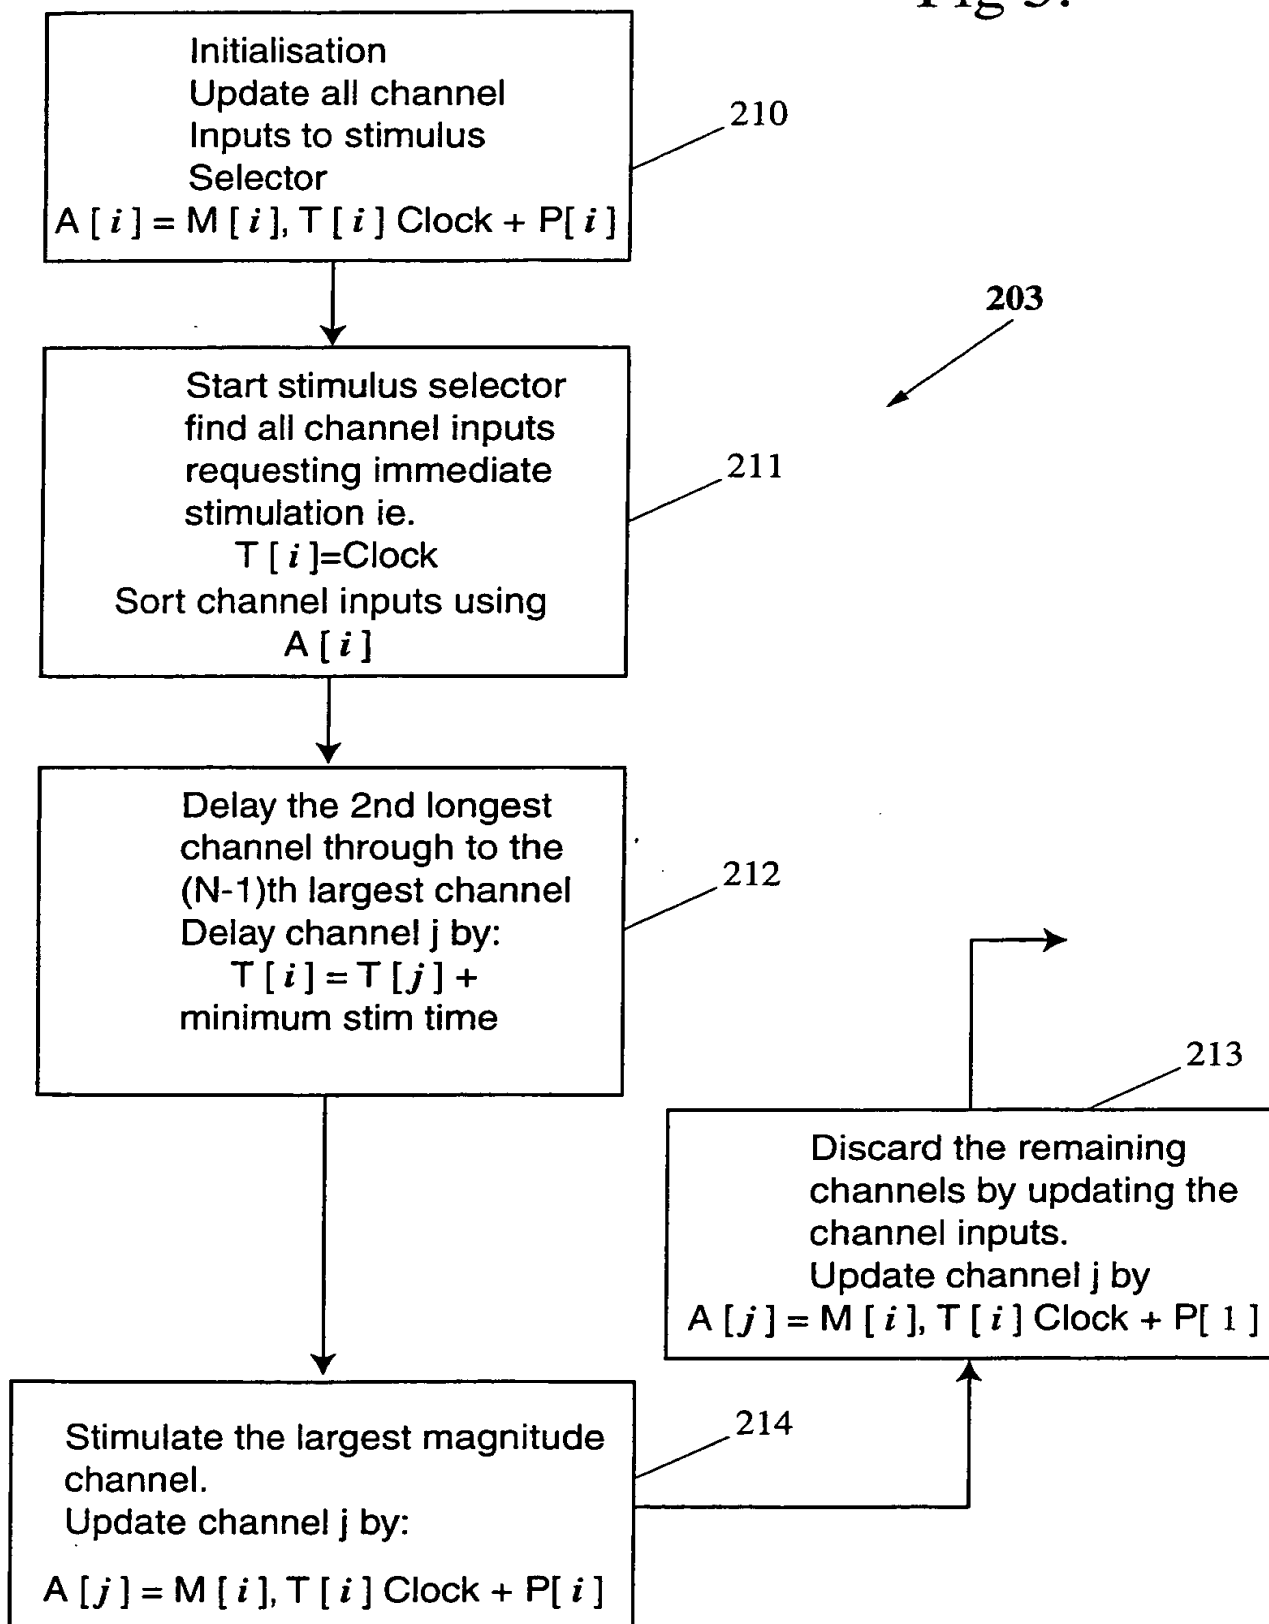 Fig 3.
Initialisation
Update all channel
Inputs to stimulus
Selector
A [ i ] = M [ i ], T [ i ] Clock + P[ i ]
210
203
Start stimulus selector
find all channel inputs
requesting immediate
stimulation ie.
T [ i ]=Clock
Sort channel inputs using
A [ i ]
211
Delay the 2nd longest
channel through to the
(N-1)th largest channel
Delay channel j by:
T [ i ] = T [ j ] +
minimum stim time
212
213
Discard the remaining
channels by updating the
channel inputs.
Update channel j by
A [ j ] = M [ i ], T [ i ] Clock + P[ 1 ]
Stimulate the largest magnitude
channel.
Update channel j by:
A [ j ] = M [ i ], T [ i ] Clock + P[ i ]
214